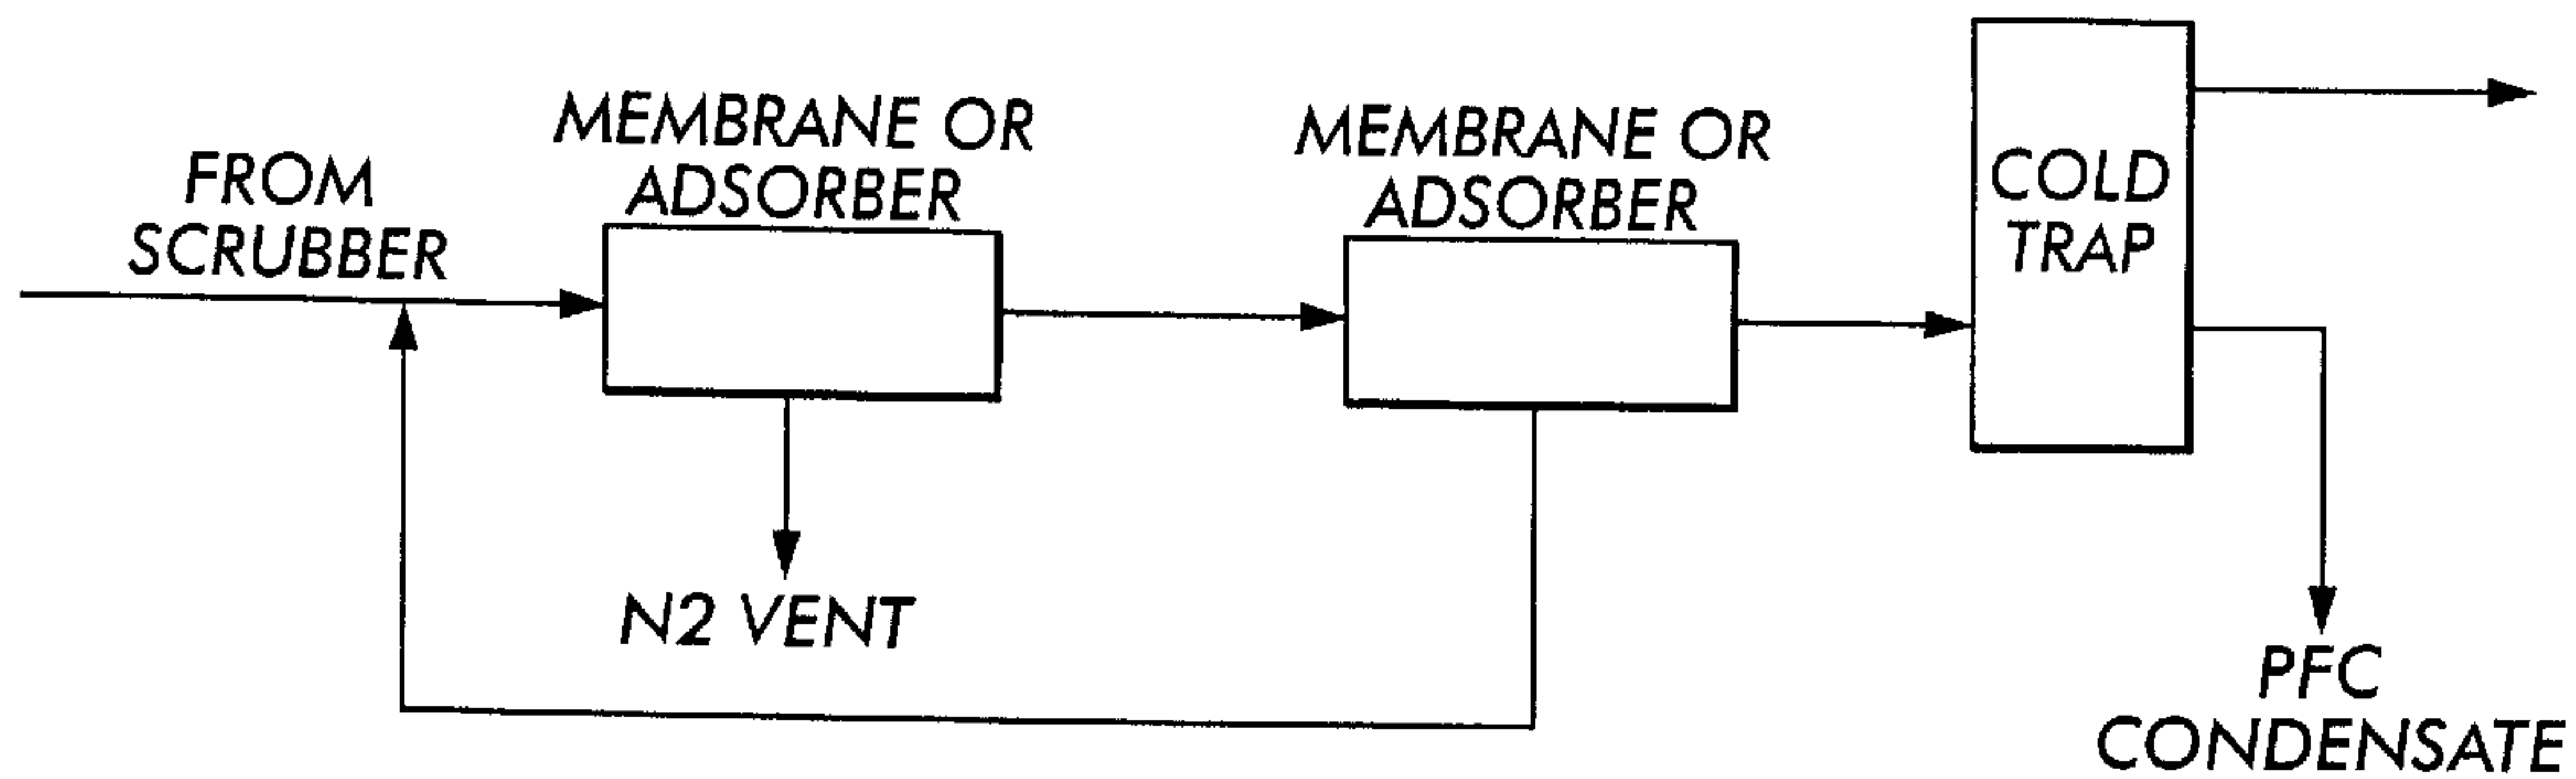 FROM
SCRUBBER
MEMBRANE OR
ADSORBER
N2 VENT
MEMBRANE OR
ADSORBER
COLD
TRAP
PFC
CONDENSATE